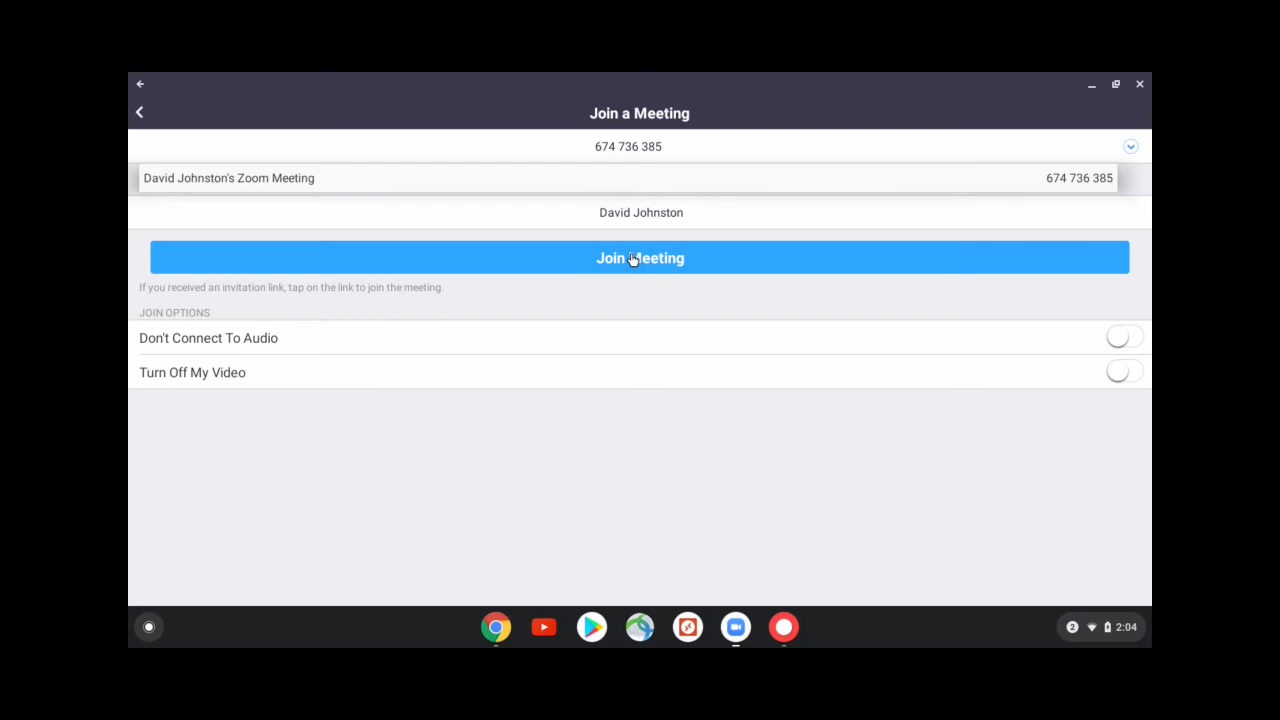 Join a Meeting
674 736 385
David Johnston's Zoom Meeting 674 736 385
David Johnston
Join Meeting
If you received an invitation link, tap on the link to join the meeting.
JOIN OPTIONS
Don't Connect To Audio
Turn Off My Video
2 2:04